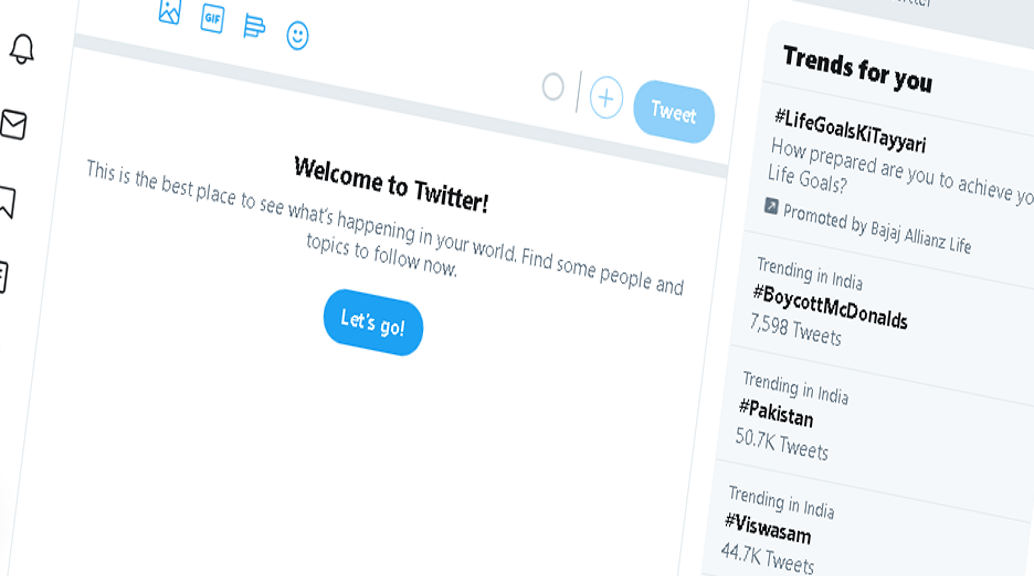 GIF
Tweet
Welcome to Twitter!
This is the best place to see what's happening in your world. Find some people and
topics to follow now.
Let's go!
Trends for you
#LifeGoalsKiTayyari
How prepared are you to achieve
Life Goals?
Promoted by Bajaj Allianz Life
Trending in India
#BoycottMcDonalds
7,598 Tweets
Trending in India
#Pakistan
50.7K Tweets
Trending in India
#Viswasam
44.7K Tweets